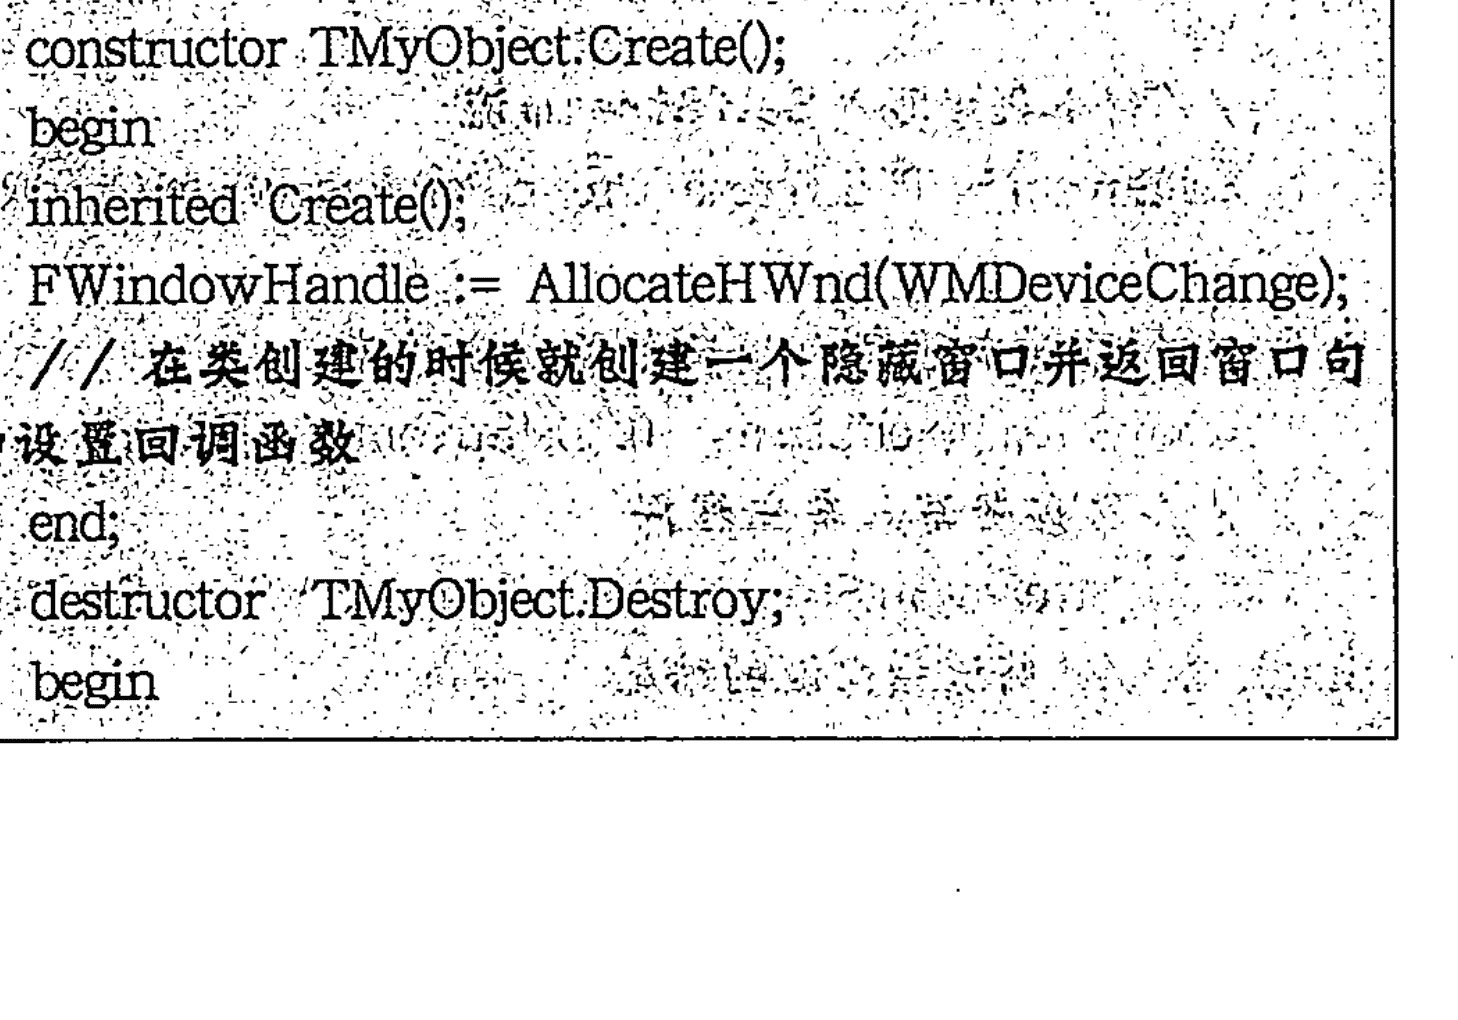 constructor TMyObject.Create();
begin
inherited Create();
FWindowHandle := AllocateHWnd(WMDeviceChange);
// 在类创建的时候就创建一个隐藏窗口并返回窗口句
设置回调函数
end;
destructor TMyObject.Destroy;
begin